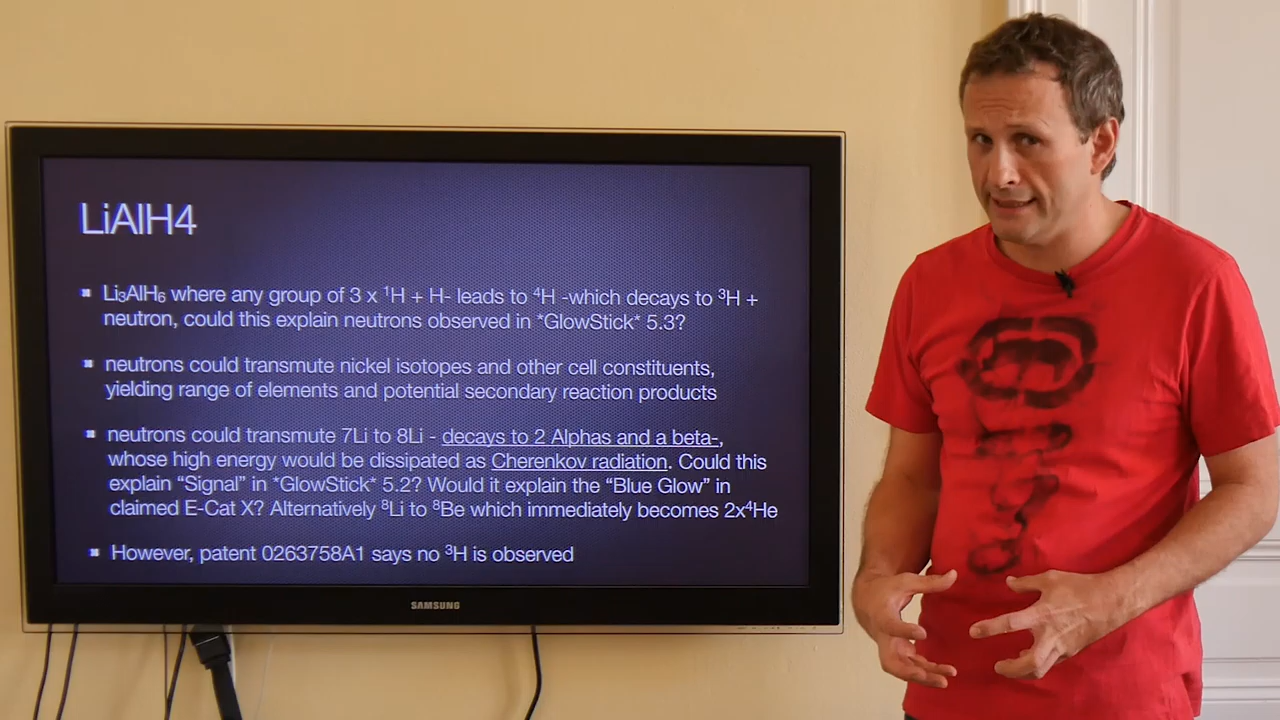 LiAlH4
▪ Li₃AlH₆ where any group of 3 x ¹H + H- leads to ⁴H -which decays to ³H +
neutron, could this explain neutrons observed in *GlowStick* 5.3?
▪ neutrons could transmute nickel isotopes and other cell constituents,
yielding range of elements and potential secondary reaction products
▪ neutrons could transmute 7Li to 8Li - decays to 2 Alphas and a beta-,
whose high energy would be dissipated as Cherenkov radiation. Could this
explain “Signal” in *GlowStick* 5.2? Would it explain the “Blue Glow” in
claimed E-Cat X? Alternatively ⁸Li to ⁸Be which immediately becomes 2x⁴He
▪ However, patent 0263758A1 says no ³H is observed
SAMSUNG